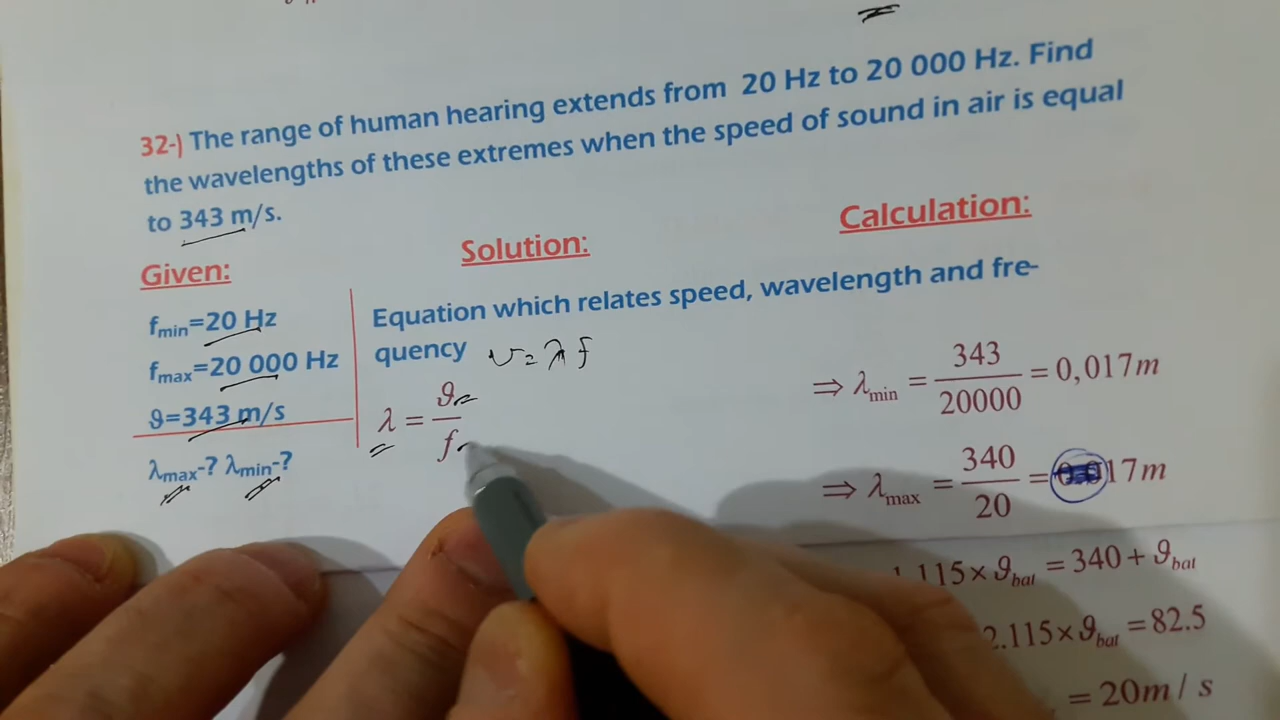 32-) The range of human hearing extends from 20 Hz to 20 000 Hz. Find
the wavelengths of these extremes when the speed of sound in air is equal
to 343 m/s.
Given:
Solution:
Calculation:
f_min=20 Hz
f_max=20 000 Hz
ϑ=343 m/s
λ_max-? λ_min-?
Equation which relates speed, wavelength and fre-
quency v = λ f
λ = ϑ / f
⇒ λ_min = 343 / 20000 = 0,017m
⇒ λ_max = 340 / 20 = 17m
1.115×ϑ_bat = 340 + ϑ_bat
2.115×ϑ_bat = 82.5
= 20m / s